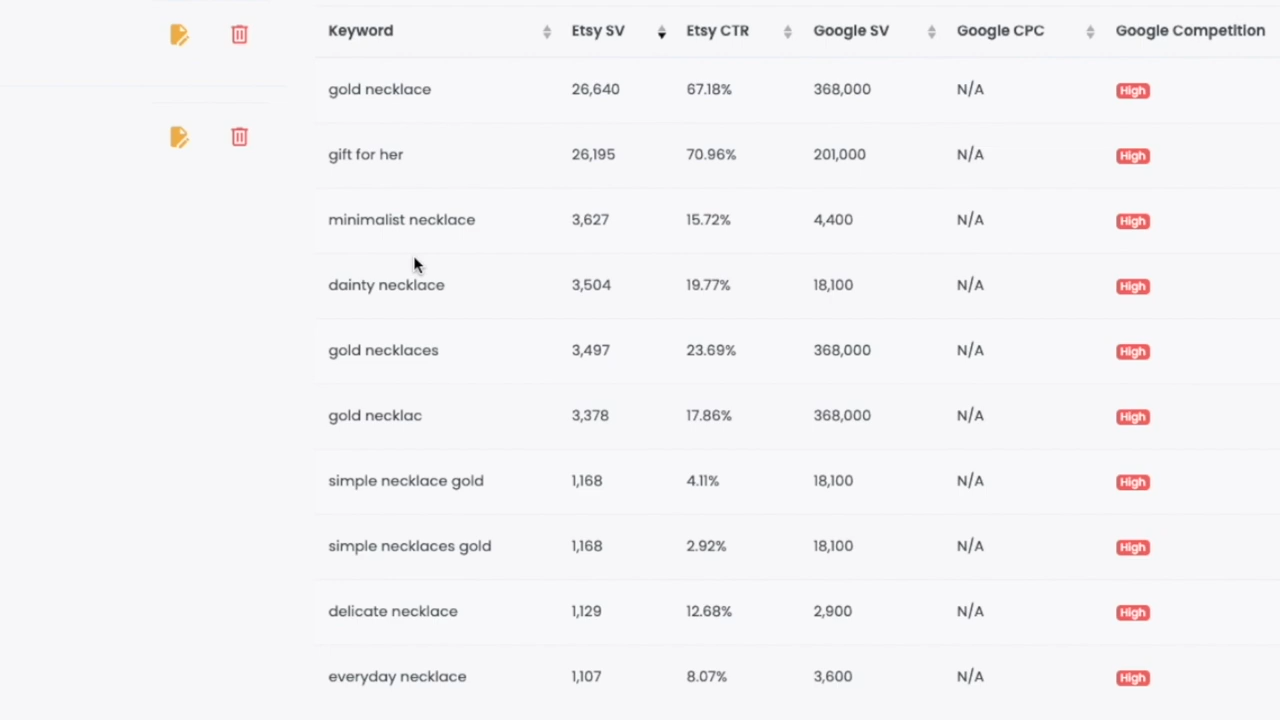 Keyword Etsy SV Etsy CTR Google SV Google CPC Google Competition
gold necklace 26,640 67.18% 368,000 N/A High
gift for her 26,195 70.96% 201,000 N/A High
minimalist necklace 3,627 15.72% 4,400 N/A High
dainty necklace 3,504 19.77% 18,100 N/A High
gold necklaces 3,497 23.69% 368,000 N/A High
gold necklac 3,378 17.86% 368,000 N/A High
simple necklace gold 1,168 4.11% 18,100 N/A High
simple necklaces gold 1,168 2.92% 18,100 N/A High
delicate necklace 1,129 12.68% 2,900 N/A High
everyday necklace 1,107 8.07% 3,600 N/A High